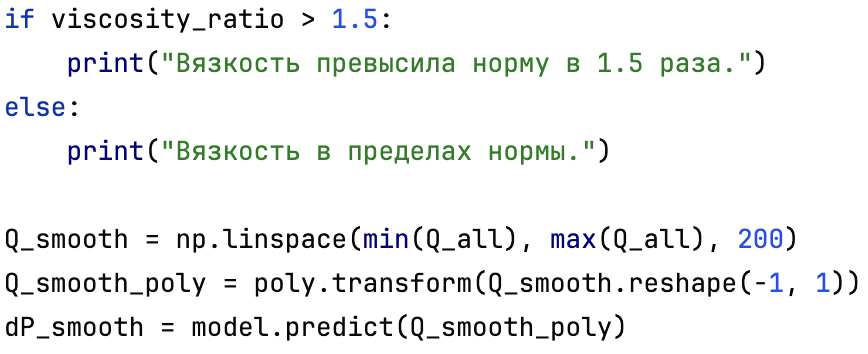 if viscosity_ratio > 1.5:
    print("Вязкость превысила норму в 1.5 раза.")
else:
    print("Вязкость в пределах нормы.")

Q_smooth = np.linspace(min(Q_all), max(Q_all), 200)
Q_smooth_poly = poly.transform(Q_smooth.reshape(-1, 1))
dP_smooth = model.predict(Q_smooth_poly)